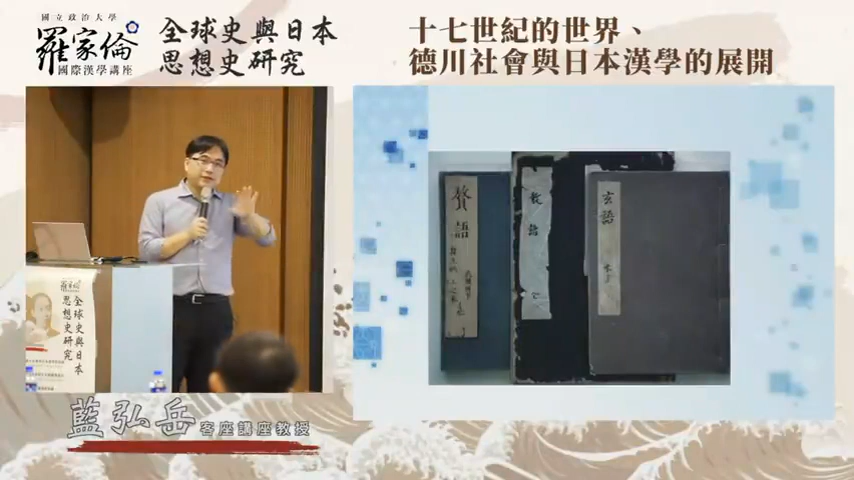 國立政治大學
羅家倫
國際漢學講座
全球史與日本
思想史研究
十七世紀的世界、
德川社會與日本漢學的展開
贅語
敢語
玄語
羅家倫
全球史與日本
思想史研究
藍弘岳 客座講座教授